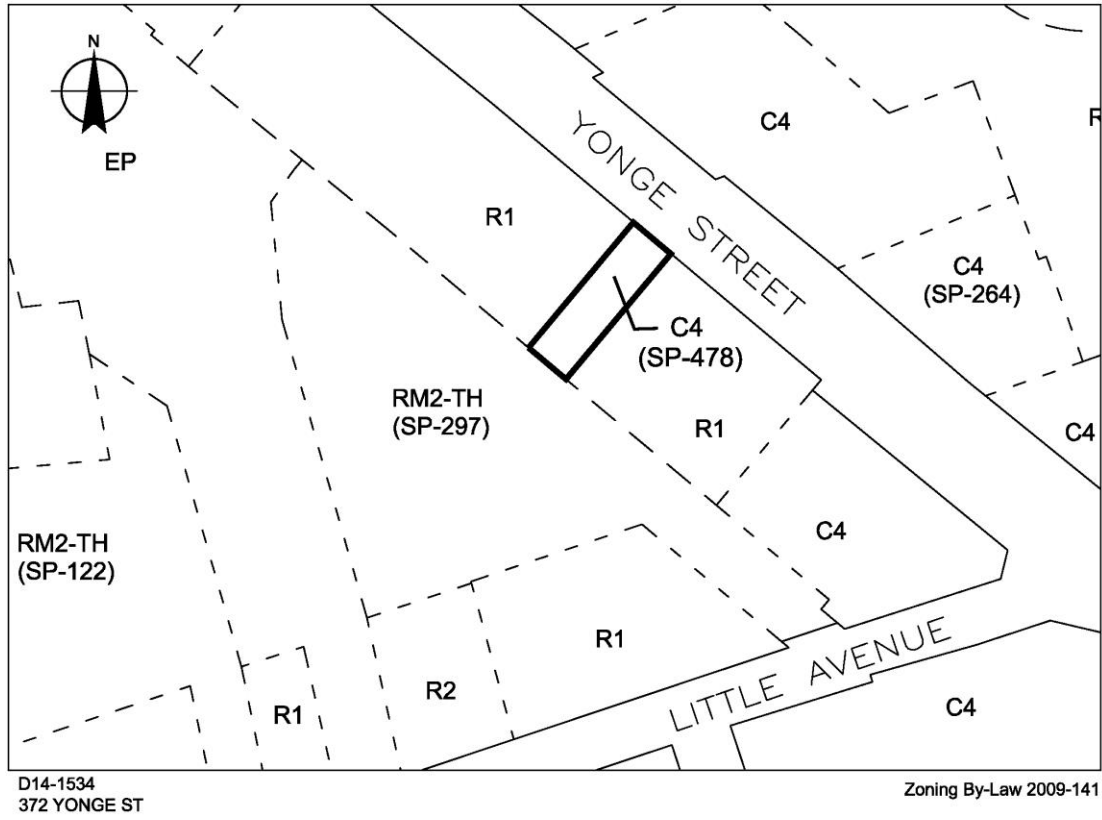 N
EP
C4
R
YONGE STREET
R1
C4
(SP-264)
C4
(SP-478)
RM2-TH
(SP-297)
R1
C4
RM2-TH
(SP-122)
C4
R1
R2
R1
LITTLE AVENUE
C4
D14-1534
372 YONGE ST
Zoning By-Law 2009-141